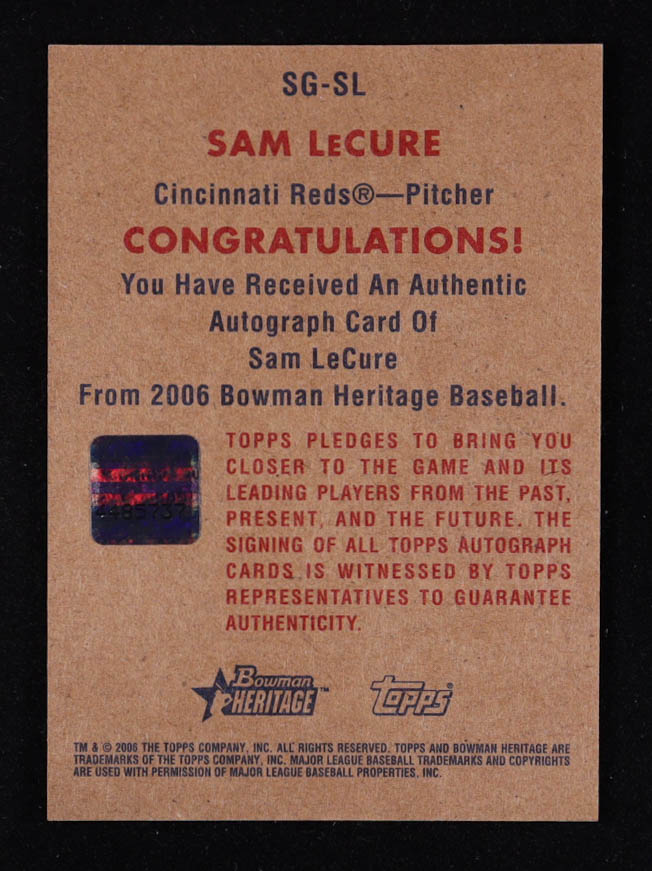 SG-SL
SAM LeCURE
Cincinnati Reds®—Pitcher
CONGRATULATIONS!
You Have Received An Authentic
Autograph Card Of
Sam LeCure
From 2006 Bowman Heritage Baseball.
TOPPS PLEDGES TO BRING YOU
CLOSER TO THE GAME AND ITS
LEADING PLAYERS FROM THE PAST,
PRESENT, AND THE FUTURE. THE
SIGNING OF ALL TOPPS AUTOGRAPH
CARDS IS WITNESSED BY TOPPS
REPRESENTATIVES TO GUARANTEE
AUTHENTICITY.
Bowman
HERITAGE™
Topps®
TM & © 2006 THE TOPPS COMPANY, INC. ALL RIGHTS RESERVED. TOPPS AND BOWMAN HERITAGE ARE
TRADEMARKS OF THE TOPPS COMPANY, INC. MAJOR LEAGUE BASEBALL TRADEMARKS AND COPYRIGHTS
ARE USED WITH PERMISSION OF MAJOR LEAGUE BASEBALL PROPERTIES, INC.